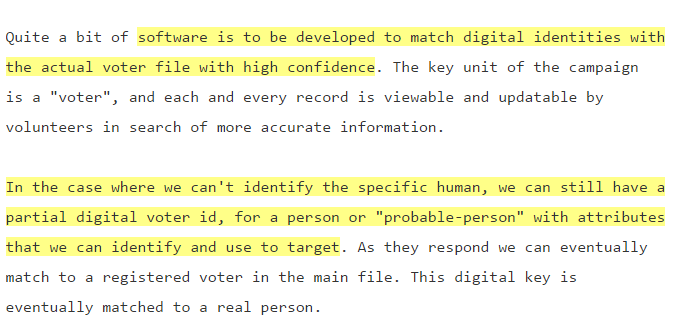 Quite a bit of software is to be developed to match digital identities with
the actual voter file with high confidence. The key unit of the campaign
is a "voter", and each and every record is viewable and updatable by
volunteers in search of more accurate information.
In the case where we can't identify the specific human, we can still have a
partial digital voter id, for a person or "probable-person" with attributes
that we can identify and use to target. As they respond we can eventually
match to a registered voter in the main file. This digital key is
eventually matched to a real person.